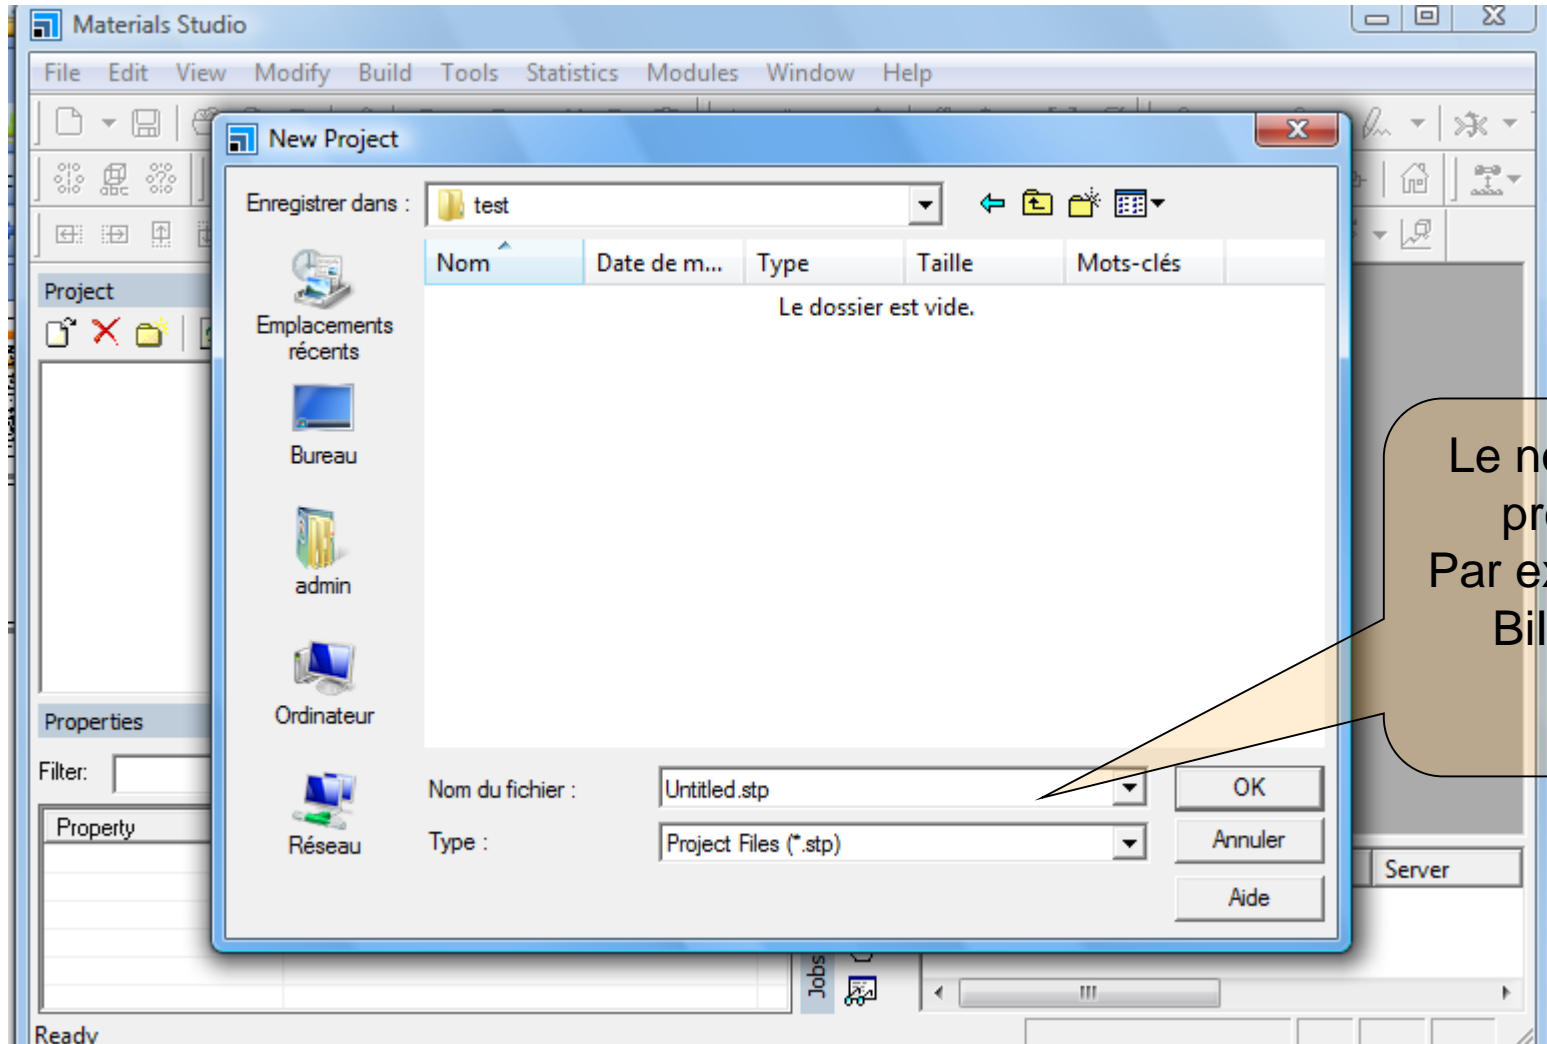 Materials Studio
File Edit View Modify Build Tools Statistics Modules Window Help
New Project
Enregistrer dans : test
Nom Date de m... Type Taille Mots-clés
Le dossier est vide.
Emplacements
récents
Bureau
admin
Ordinateur
Réseau
Nom du fichier : Untitled.stp OK
Type : Project Files (*.stp) Annuler
Aide
Project
Properties
Filter:
Property
Le
Par
Server
Jobs
Ready